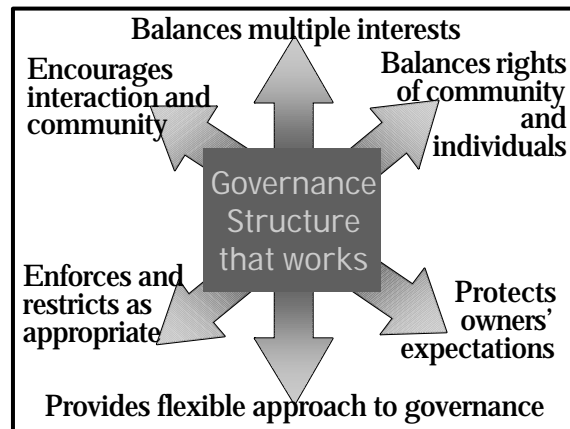 Balances multiple interests
Encourages
interaction and
community
Balances rights
of community
and
individuals
Governance
Structure
that works
Enforces and
restricts as
appropriate
Protects
owners'
expectations
Provides flexible approach to governance